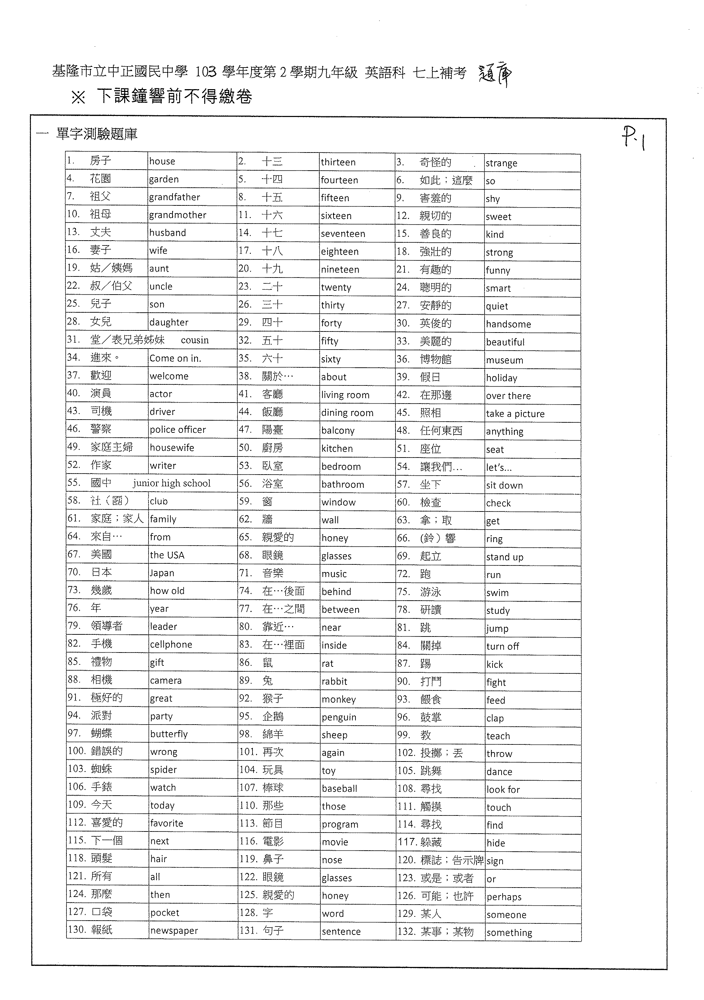 基隆市立中正國民中學 103 學年度第2學期九年級 英語科 七上補考 題庫
※ 下課鐘響前不得繳卷
一 單字測驗題庫 P.1
1. 房子 house 2. 十三 thirteen 3. 奇怪的 strange
4. 花園 garden 5. 十四 fourteen 6. 如此；這麼 so
7. 祖父 grandfather 8. 十五 fifteen 9. 害羞的 shy
10. 祖母 grandmother 11. 十六 sixteen 12. 親切的 sweet
13. 丈夫 husband 14. 十七 seventeen 15. 善良的 kind
16. 妻子 wife 17. 十八 eighteen 18. 強壯的 strong
19. 姑／姨媽 aunt 20. 十九 nineteen 21. 有趣的 funny
22. 叔／伯父 uncle 23. 二十 twenty 24. 聰明的 smart
25. 兒子 son 26. 三十 thirty 27. 安靜的 quiet
28. 女兒 daughter 29. 四十 forty 30. 英俊的 handsome
31. 堂／表兄弟姊妹 cousin 32. 五十 fifty 33. 美麗的 beautiful
34. 進來。 Come on in. 35. 六十 sixty 36. 博物館 museum
37. 歡迎 welcome 38. 關於… about 39. 假日 holiday
40. 演員 actor 41. 客廳 living room 42. 在那邊 over there
43. 司機 driver 44. 飯廳 dining room 45. 照相 take a picture
46. 警察 police officer 47. 陽臺 balcony 48. 任何東西 anything
49. 家庭主婦 housewife 50. 廚房 kitchen 51. 座位 seat
52. 作家 writer 53. 臥室 bedroom 54. 讓我們… let's...
55. 國中 junior high school 56. 浴室 bathroom 57. 坐下 sit down
58. 社（團） club 59. 窗 window 60. 檢查 check
61. 家庭；家人 family 62. 牆 wall 63. 拿；取 get
64. 來自… from 65. 親愛的 honey 66. (鈴）響 ring
67. 美國 the USA 68. 眼鏡 glasses 69. 起立 stand up
70. 日本 Japan 71. 音樂 music 72. 跑 run
73. 幾歲 how old 74. 在…後面 behind 75. 游泳 swim
76. 年 year 77. 在…之間 between 78. 研讀 study
79. 領導者 leader 80. 靠近… near 81. 跳 jump
82. 手機 cellphone 83. 在…裡面 inside 84. 關掉 turn off
85. 禮物 gift 86. 鼠 rat 87. 踢 kick
88. 相機 camera 89. 兔 rabbit 90. 打鬥 fight
91. 極好的 great 92. 猴子 monkey 93. 餵食 feed
94. 派對 party 95. 企鵝 penguin 96. 鼓掌 clap
97. 蝴蝶 butterfly 98. 綿羊 sheep 99. 教 teach
100. 錯誤的 wrong 101. 再次 again 102. 投擲；丟 throw
103. 蜘蛛 spider 104. 玩具 toy 105. 跳舞 dance
106. 手錶 watch 107. 棒球 baseball 108. 尋找 look for
109. 今天 today 110. 那些 those 111. 觸摸 touch
112. 喜愛的 favorite 113. 節目 program 114. 尋找 find
115. 下一個 next 116. 電影 movie 117. 躲藏 hide
118. 頭髮 hair 119. 鼻子 nose 120. 標誌；告示牌 sign
121. 所有 all 122. 眼鏡 glasses 123. 或是；或者 or
124. 那麼 then 125. 親愛的 honey 126. 可能；也許 perhaps
127. 口袋 pocket 128. 字 word 129. 某人 someone
130. 報紙 newspaper 131. 句子 sentence 132. 某事；某物 something